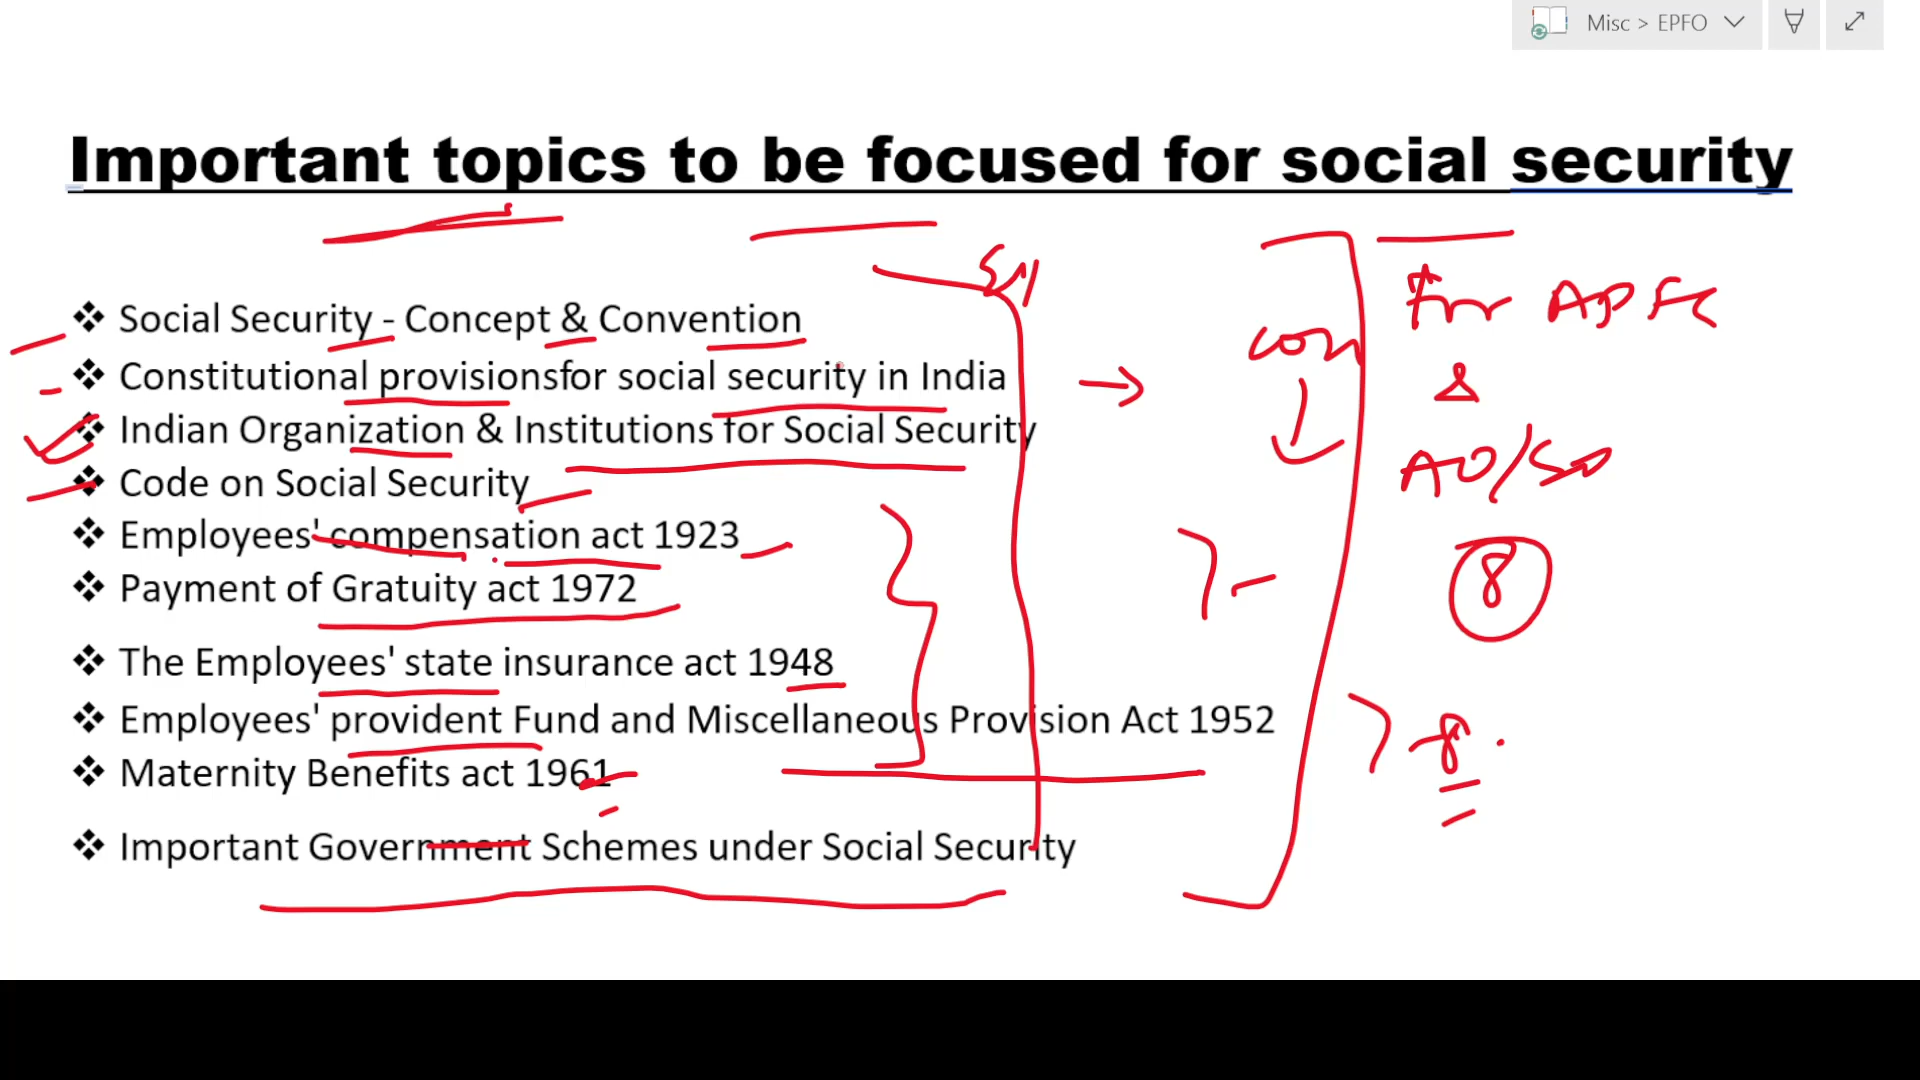 Misc > EPFO
Important topics to be focused for social security
❖ Social Security - Concept & Convention
❖ Constitutional provisionsfor social security in India
❖ Indian Organization & Institutions for Social Security
❖ Code on Social Security
❖ Employees' compensation act 1923
❖ Payment of Gratuity act 1972
❖ The Employees' state insurance act 1948
❖ Employees' provident Fund and Miscellaneous Provision Act 1952
❖ Maternity Benefits act 1961
❖ Important Government Schemes under Social Security
For APFC
&
AO/
8
8